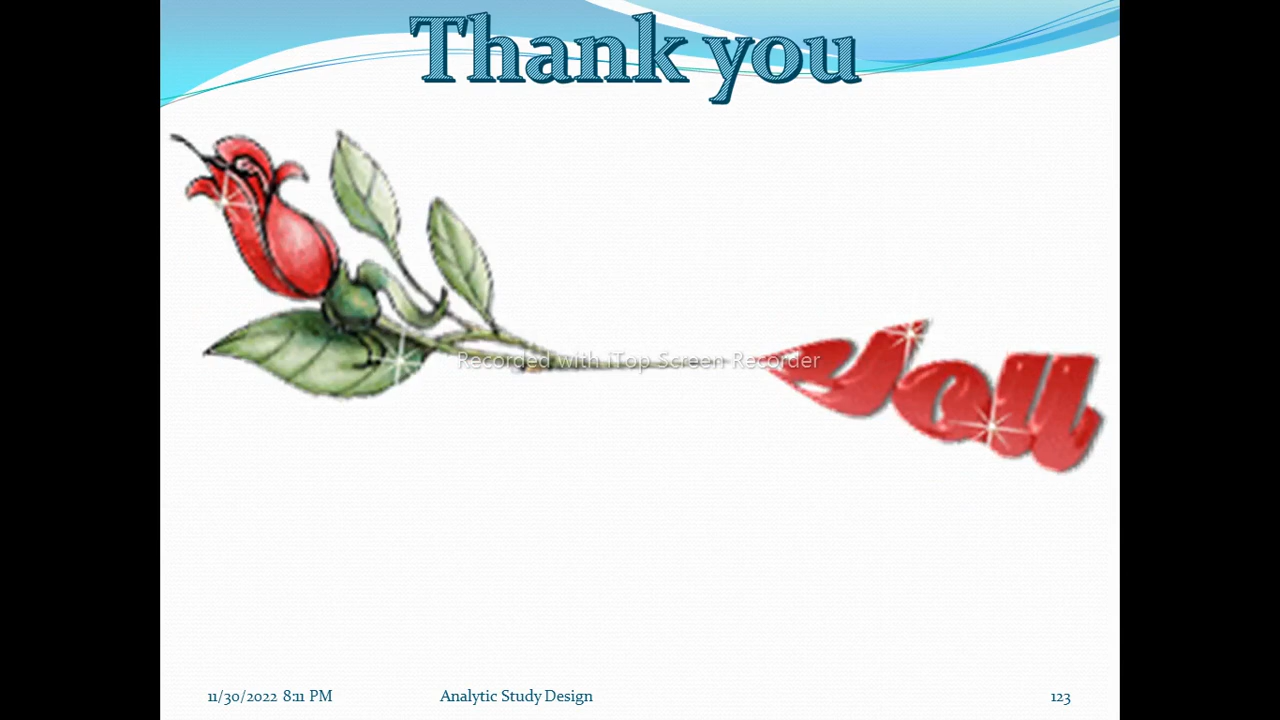 Thank you
Recorded with iTop Screen Recorder
you
11/30/2022 8:11 PM
Analytic Study Design
123